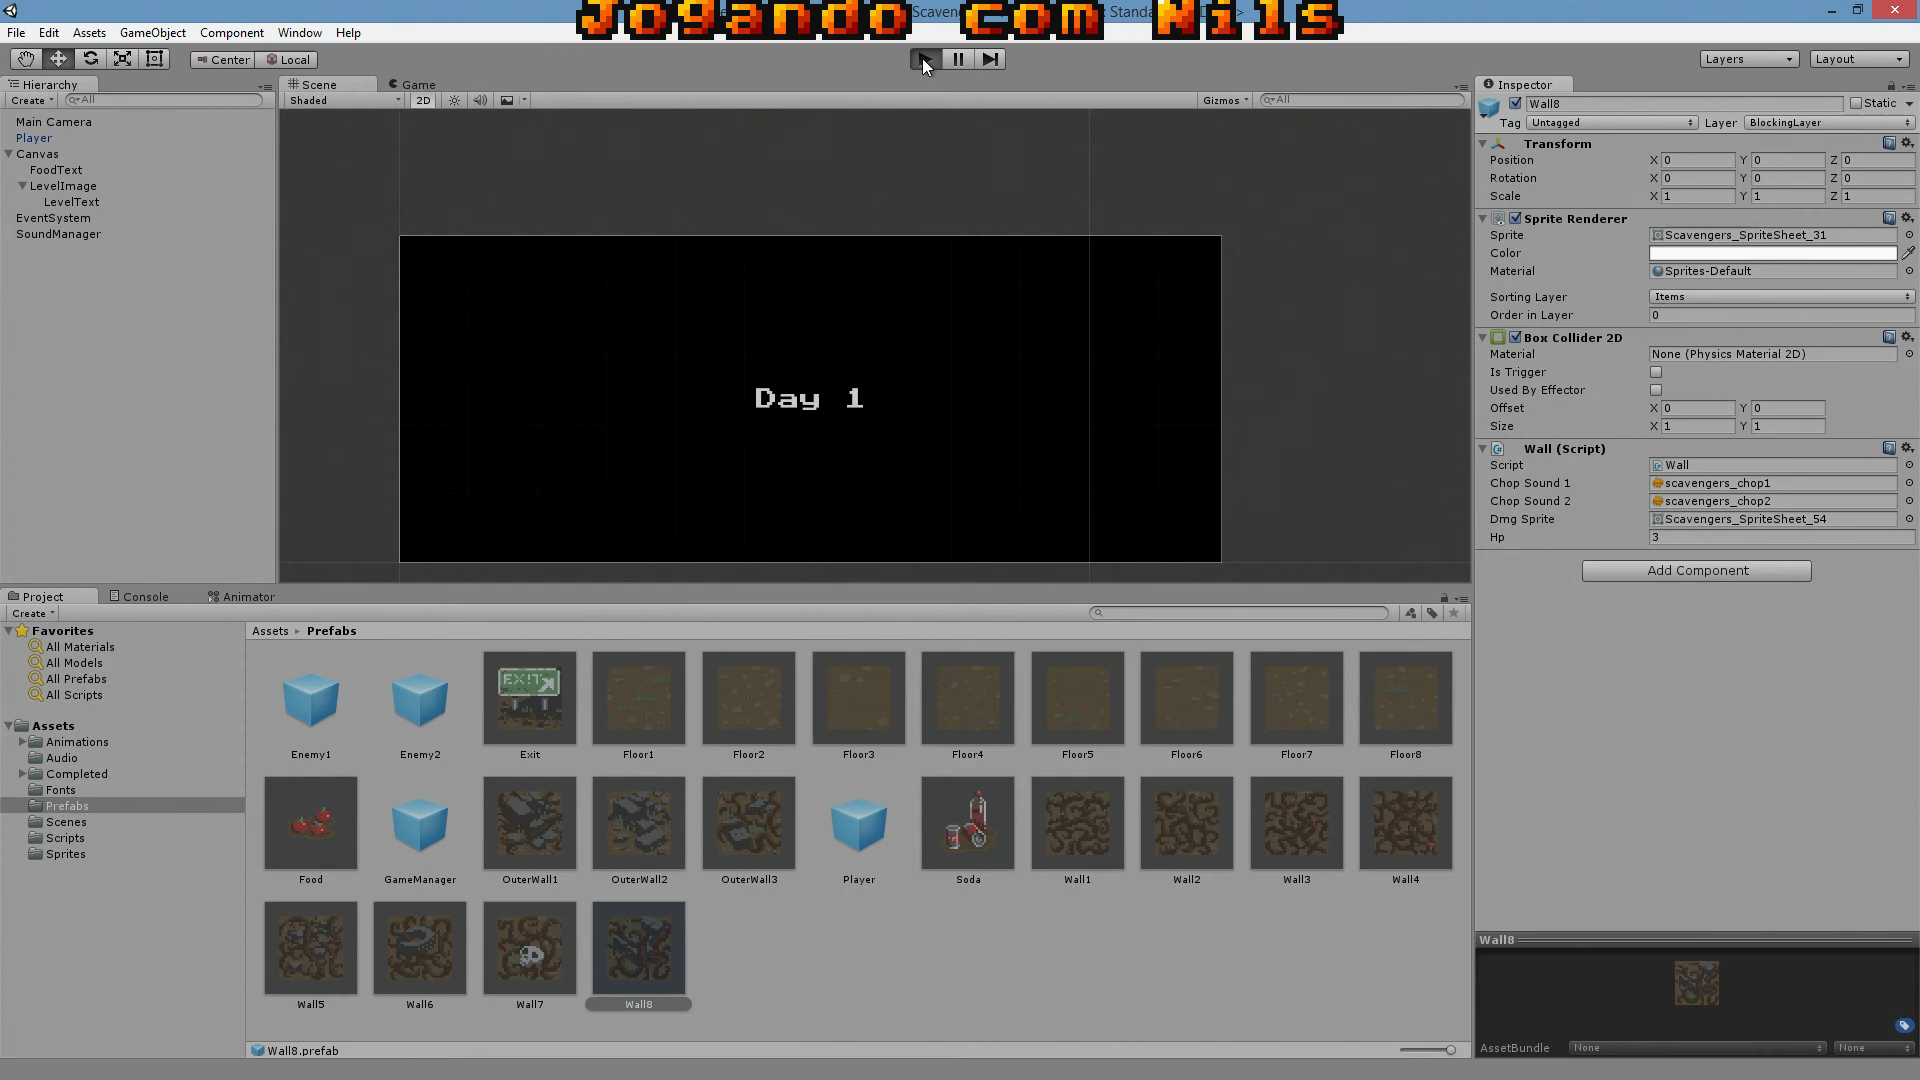 Jogando com Nils
Scaven
Standa
File Edit Assets GameObject Component Window Help
Center Local
Layers Layout
Hierarchy
Create All
Main Camera
Player
Canvas
FoodText
LevelImage
LevelText
EventSystem
SoundManager
Scene Game
Shaded 2D Gizmos All
Day 1
Inspector
Wall8 Static
Tag Untagged Layer BlockingLayer
Transform
Position X 0 Y 0 Z 0
Rotation X 0 Y 0 Z 0
Scale X 1 Y 1 Z 1
Sprite Renderer
Sprite Scavengers_SpriteSheet_31
Color
Material Sprites-Default
Sorting Layer Items
Order in Layer 0
Box Collider 2D
Material None (Physics Material 2D)
Is Trigger
Used By Effector
Offset X 0 Y 0
Size X 1 Y 1
Wall (Script)
Script Wall
Chop Sound 1 scavengers_chop1
Chop Sound 2 scavengers_chop2
Dmg Sprite Scavengers_SpriteSheet_54
Hp 3
Add Component
Project Console Animator
Create
Favorites
All Materials
All Models
All Prefabs
All Scripts
Assets
Animations
Audio
Completed
Fonts
Prefabs
Scenes
Scripts
Sprites
Assets Prefabs
EXIT
Enemy1 Enemy2 Exit Floor1 Floor2 Floor3 Floor4 Floor5 Floor6 Floor7 Floor8
Food GameManager OuterWall1 OuterWall2 OuterWall3 Player Soda Wall1 Wall2 Wall3 Wall4
Wall5 Wall6 Wall7 Wall8
Wall8.prefab
Wall8
AssetBundle None None